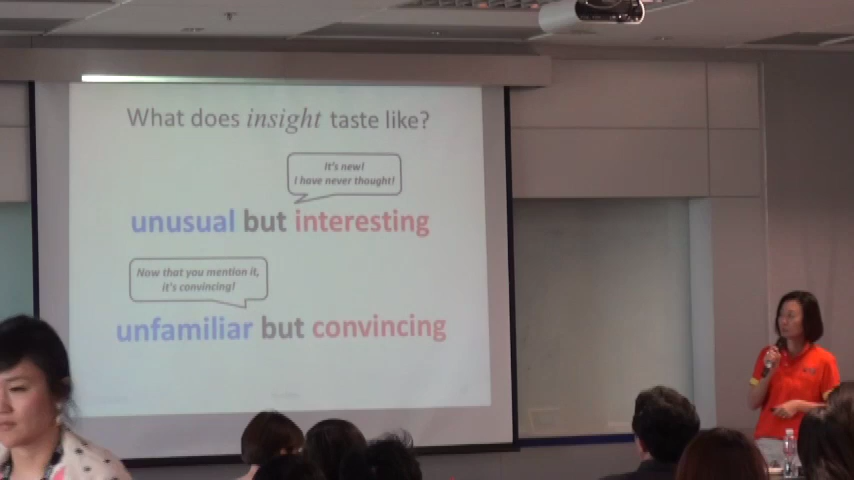 What does insight taste like?
It's new!
I have never thought!
unusual but interesting
Now that you mention it,
it's convincing!
unfamiliar but convincing